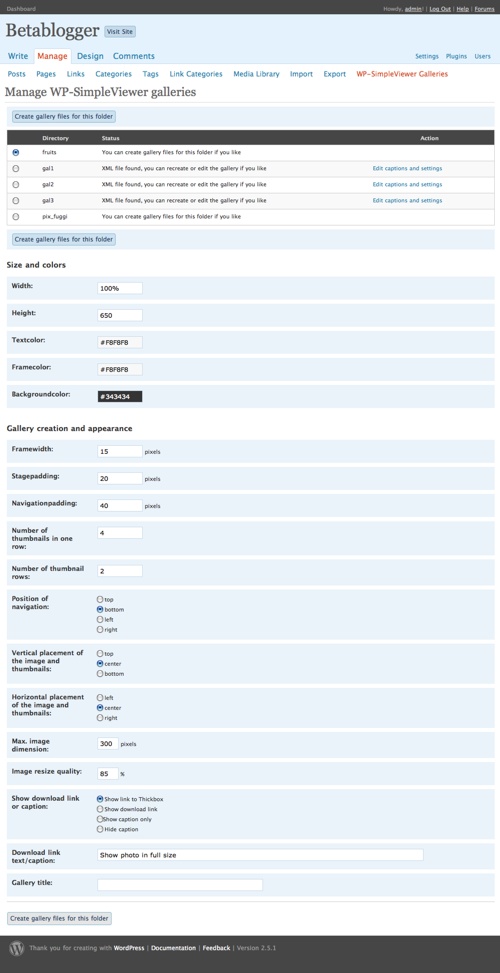 Dashboard
Howdy, admin! | Log Out | Help | Forums
Betablogger Visit Site
Write Manage Design Comments Settings Plugins Users
Posts Pages Links Categories Tags Link Categories Media Library Import Export WP-SimpleViewer Galleries
Manage WP-SimpleViewer galleries
Create gallery files for this folder
Directory Status Action
fruits You can create gallery files for this folder if you like
gal1 XML file found, you can recreate or edit the gallery if you like Edit captions and settings
gal2 XML file found, you can recreate or edit the gallery if you like Edit captions and settings
gal3 XML file found, you can recreate or edit the gallery if you like Edit captions and settings
pix_fuggi You can create gallery files for this folder if you like
Create gallery files for this folder
Size and colors
Width: 100%
Height: 650
Textcolor: #FBFBFB
Framecolor: #FBFBFB
Backgroundcolor: #343434
Gallery creation and appearance
Framewidth: 15 pixels
Stagepadding: 20 pixels
Navigationpadding: 40 pixels
Number of
thumbnails in one
row:
4
Number of thumbnail
rows:
2
Position of
navigation:
top
bottom
left
right
Vertical placement of
the image and
thumbnails:
top
center
bottom
Horizontal placement
of the image and
thumbnails:
left
center
right
Max. image
dimension:
300 pixels
Image resize quality: 85 %
Show download link
or caption:
Show link to Thickbox
Show download link
Show caption only
Hide caption
Download link
text/caption:
Show photo in full size
Gallery title:
Create gallery files for this folder
Thank you for creating with WordPress | Documentation | Feedback | Version 2.5.1